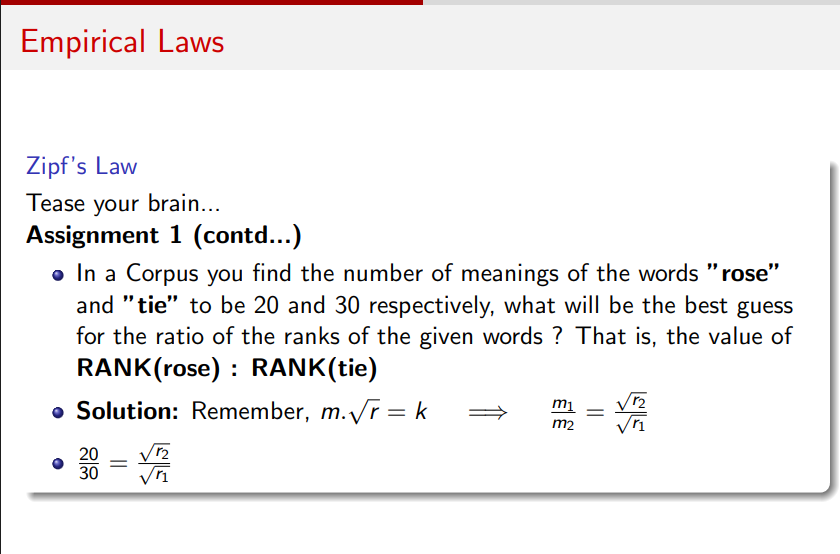 Empirical Laws
Zipf's Law
Tease your brain...
Assignment 1 (contd...)
In a Corpus you find the number of meanings of the words "rose"
and "tie" to be 20 and 30 respectively, what will be the best guess
for the ratio of the ranks of the given words ? That is, the value of
RANK(rose) : RANK(tie)
Solution: Remember, m.√r = k ⟹ m₁/m₂ = √r₂/√r₁
20/30 = √r₂/√r₁